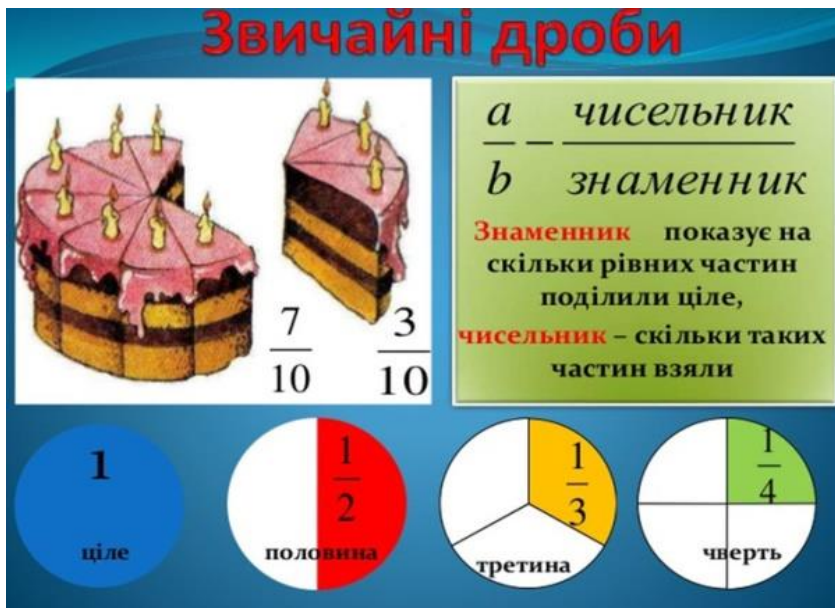 Звичайні дроби
a/b – чисельник/знаменник
Знаменник показує на
скільки рівних частин
поділили ціле,
чисельник – скільки таких
частин взяли
7/10
3/10
1
ціле
1/2
половина
1/3
третина
1/4
чверть